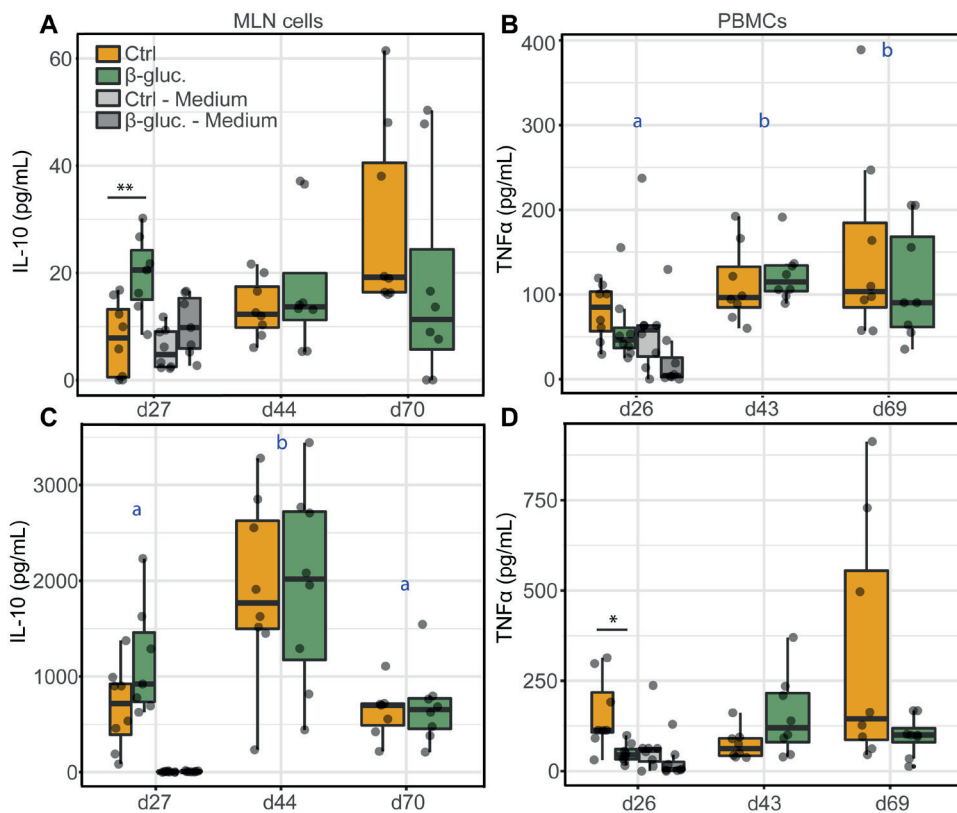 A
MLN cells
60
40
20
0
IL-10 (pg/mL)
Ctrl
β-gluc.
Ctrl - Medium
β-gluc. - Medium
**
d27
d44
d70
B
PBMCs
400
300
200
100
0
TNFα (pg/mL)
a
b
b
d26
d43
d69
C
3000
2000
1000
0
IL-10 (pg/mL)
a
b
a
d27
d44
d70
D
750
500
250
0
TNFα (pg/mL)
*
d26
d43
d69